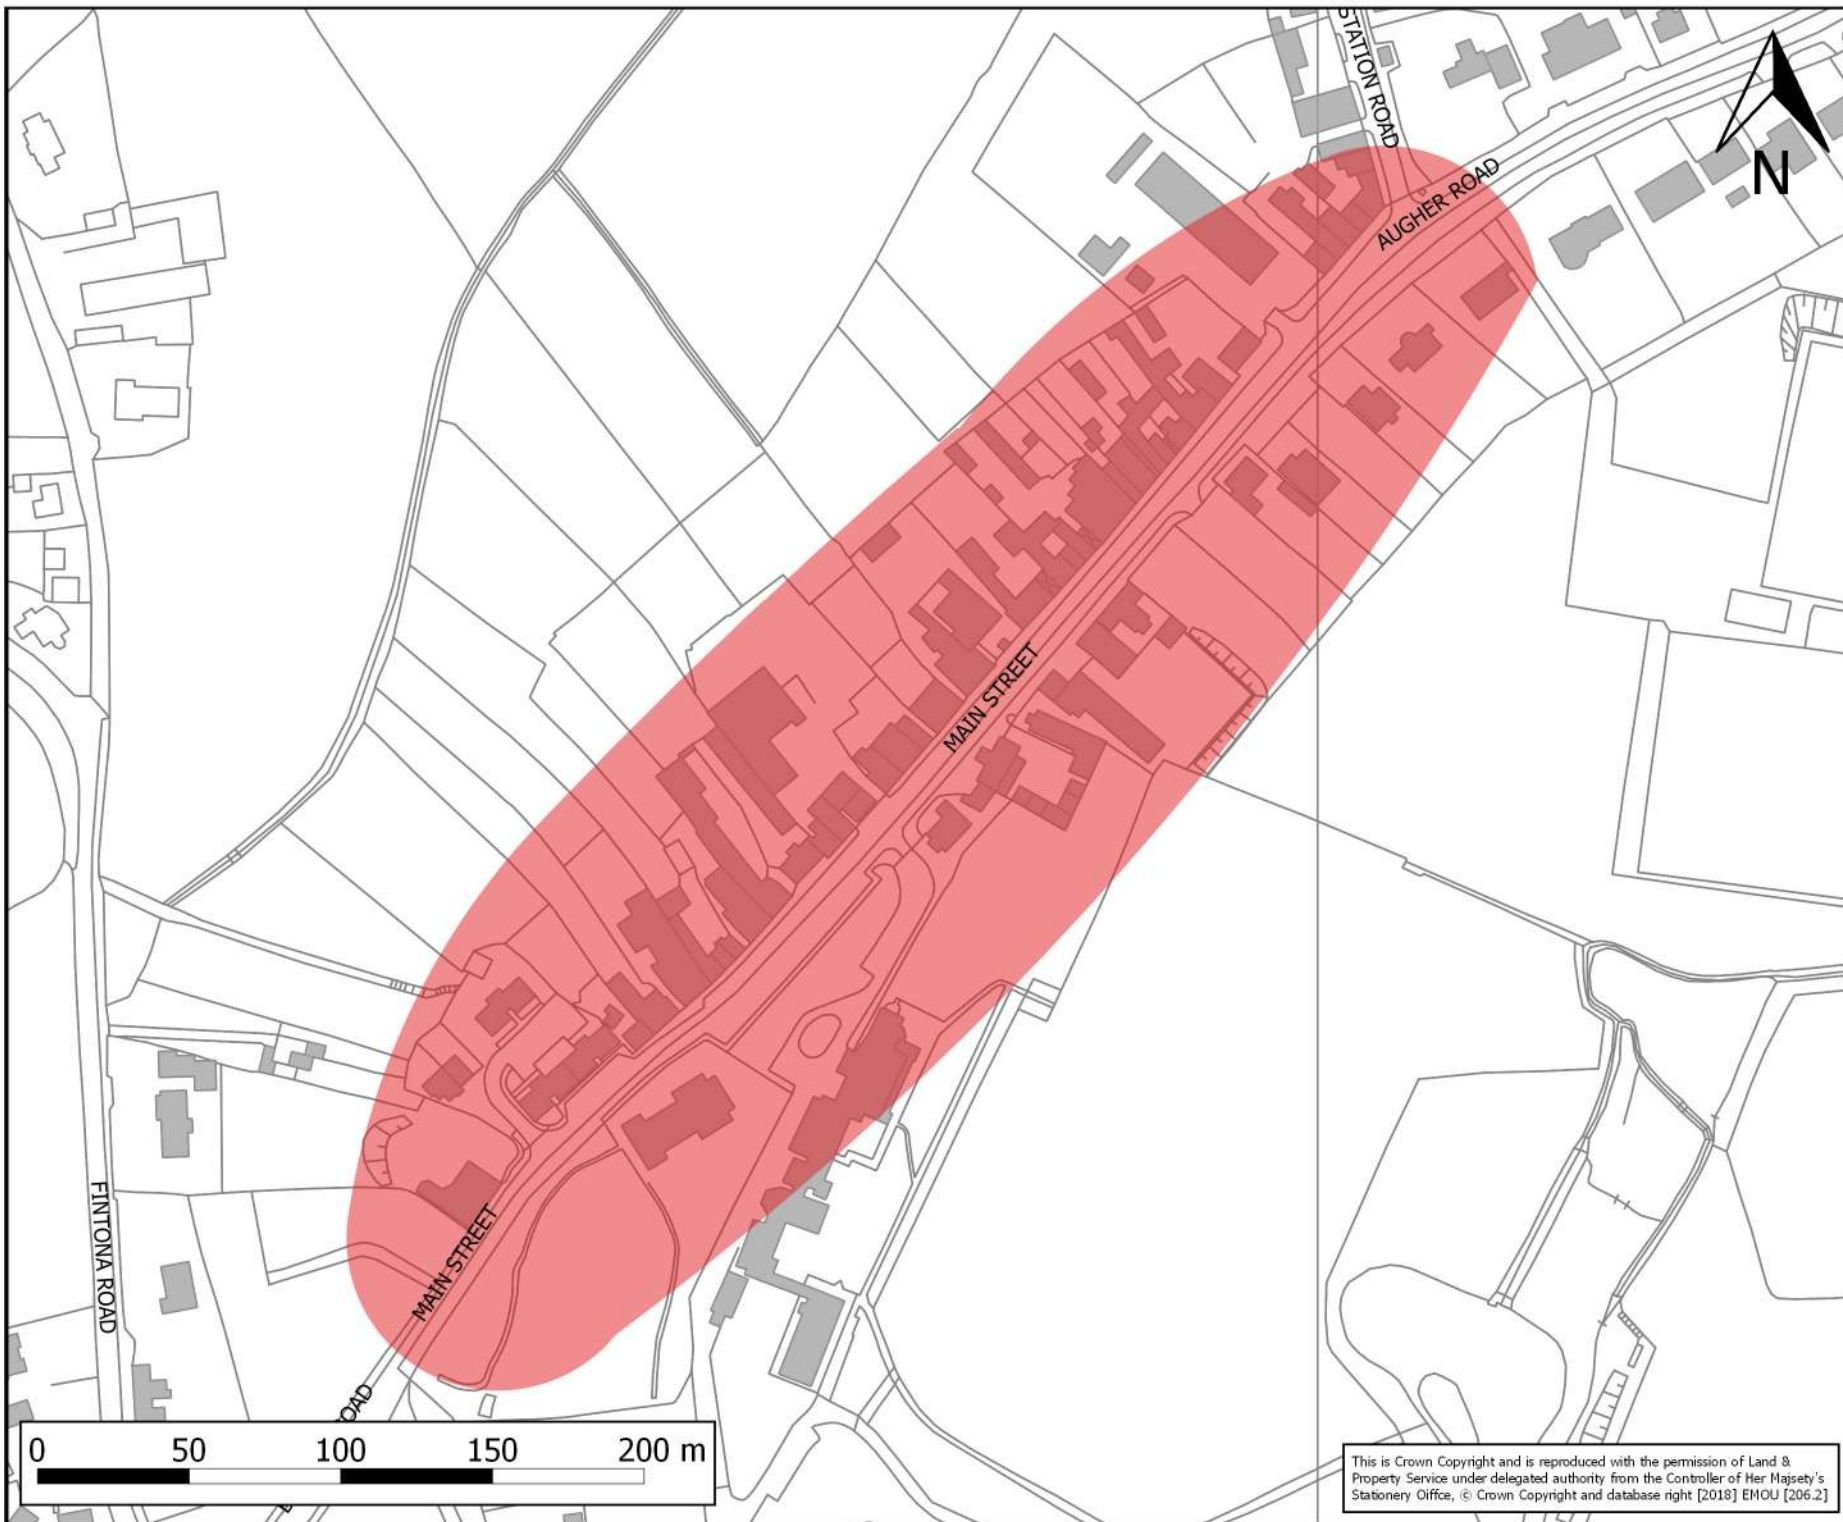 STATION ROAD
AUGHER ROAD
N
MAIN STREET
MAIN STREET
FINTONA ROAD
OAD
0 50 100 150 200 m
This is Crown Copyright and is reproduced with the permission of Land &
Property Service under delegated authority from the Controller of Her Majsety's
Stationery Oiffce, © Crown Copyright and database right [2018] EMOU [206.2]